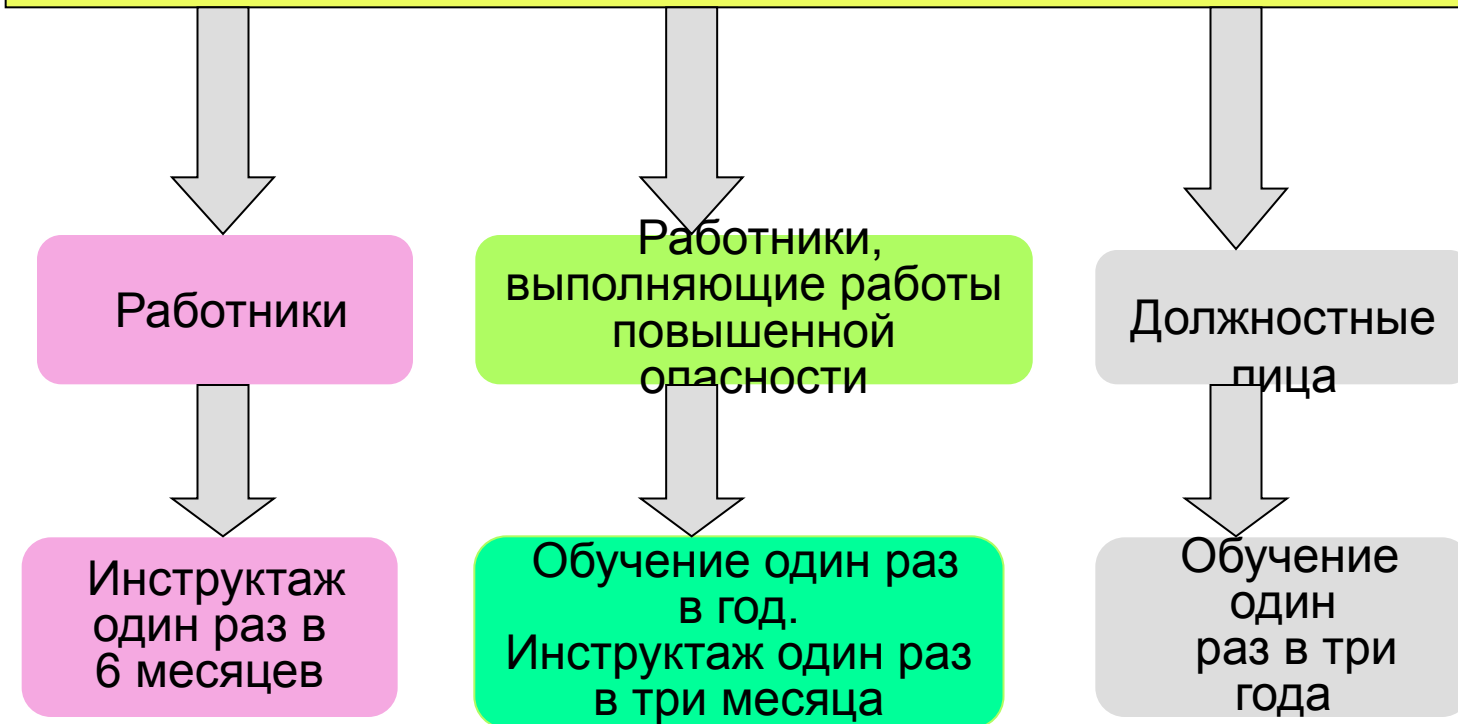 Работники
Работники,
выполняющие работы
повышенной
опасности
Должностные
лица
Инструктаж
один раз в
6 месяцев
Обучение один раз
в год.
Инструктаж один раз
в три месяца
Обучение
один
раз в три
года